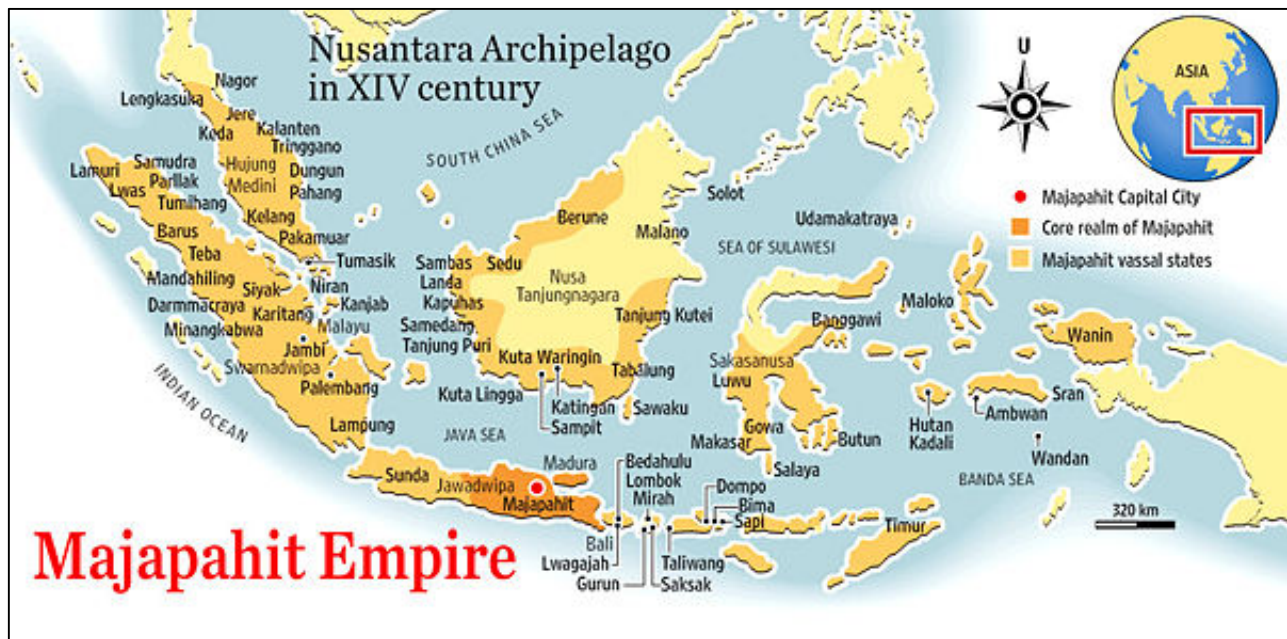 Nusantara Archipelago
in XIV century
U
ASIA
Nagor
Lengkasuka
Jere
Keda
Kalanten
Tringgano
SOUTH CHINA SEA
Lamuri
Samudra
Parllak
Lwas
Tumihang
Hujung
Medini
Dungun
Pahang
Solot
Majapahit Capital City
Core realm of Majapahit
Majapahit vassal states
Barus
Kelang
Pakamuar
Berune
Malano
Udamakatraya
SEA OF SULAWESI
Teba
Tumasik
Mandahiling
Siyak
Niran
Sambas
Landa
Kapuhas
Sedu
Nusa
Tanjungnagara
Maloko
Darmmacraya
Karitang
Kanjab
Minangkabwa
Malayu
Samedang
Tanjung Puri
Tanjung Kutei
Banggawi
Wanin
Jambi
Swarnadwipa
Palembang
Kuta Waringin
Tabalung
Sakasanusa
Luwu
INDIAN OCEAN
Kuta Lingga
Katingan
Sampit
Sawaku
Hutan
Kadali
Ambwan
Sran
Lampung
JAVA SEA
Makasar
Gowa
Butun
Wandan
Sunda
Jawadwipa
Madura
Majapahit
Bedahulu
Lombok
Mirah
Salaya
Dompo
Bima
Sapi
BANDA SEA
320 km
Timur
Majapahit Empire
Bali
Lwagajah
Gurun
Saksak
Taliwang